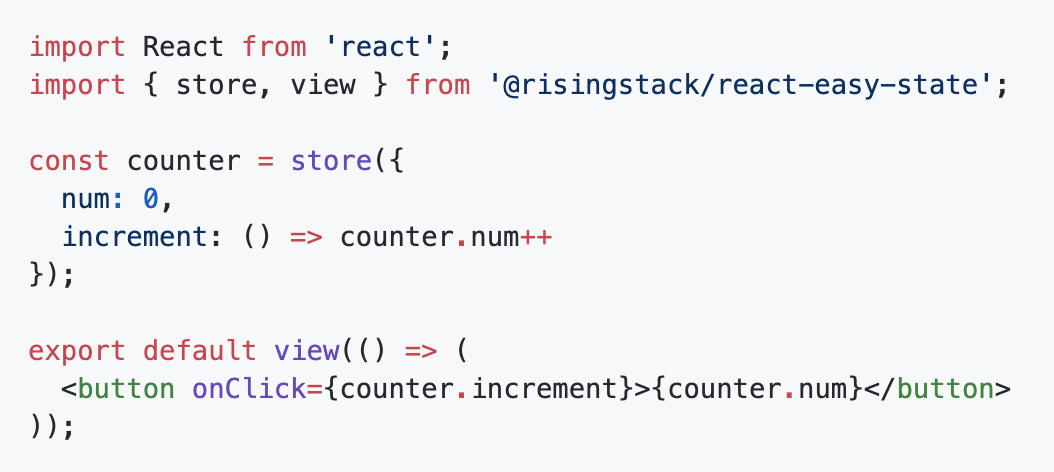 import React from 'react';
import { store, view } from '@risingstack/react-easy-state';

const counter = store({
  num: 0,
  increment: () => counter.num++
});

export default view(() => (
  <button onClick={counter.increment}>{counter.num}</button>
));